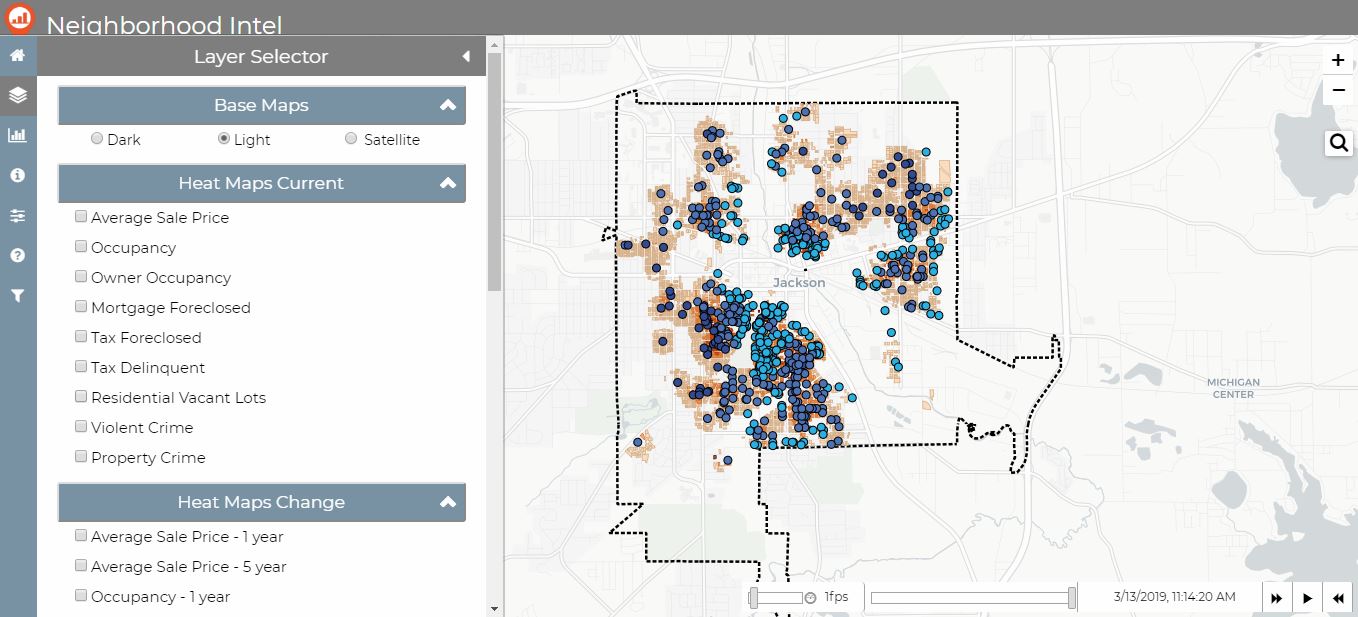 Neighborhood Intel
Layer Selector
Base Maps
Dark
Light
Satellite
Heat Maps Current
Average Sale Price
Occupancy
Owner Occupancy
Mortgage Foreclosed
Tax Foreclosed
Tax Delinquent
Residential Vacant Lots
Violent Crime
Property Crime
Heat Maps Change
Average Sale Price - 1 year
Average Sale Price - 5 year
Occupancy - 1 year
+
−
Jackson
MICHIGAN
CENTER
1fps
3/13/2019, 11:14:20 AM